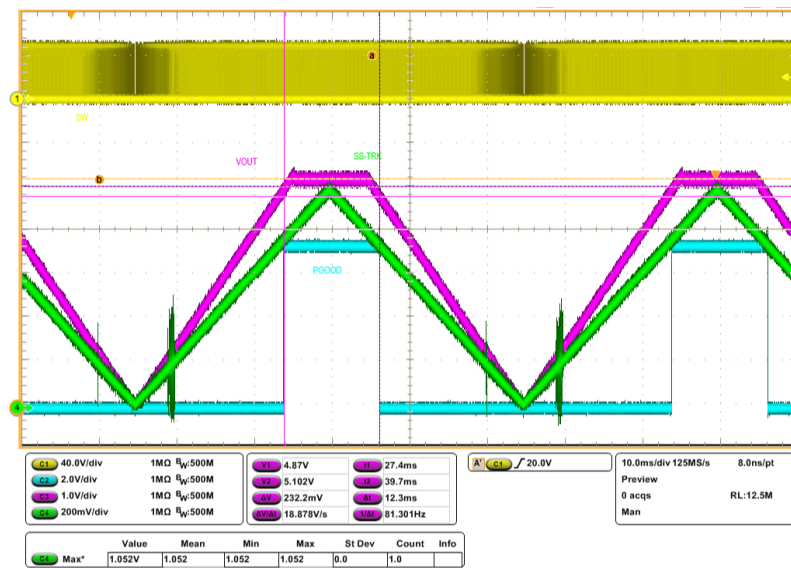 a
1
SW
VOUT
SS-TRK
b
PGOOD
4
C1 40.0V/div 1MΩ BW:500M
C2 2.0V/div 1MΩ BW:500M
C3 1.0V/div 1MΩ BW:500M
C4 200mV/div 1MΩ BW:500M
V1 4.87V t1 27.4ms
V2 5.102V t2 39.7ms
ΔV 232.2mV Δt 12.3ms
ΔV/Δt 18.878V/s 1/Δt 81.301Hz
A' C1 20.0V
10.0ms/div 125MS/s 8.0ns/pt
Preview
0 acqs RL:12.5M
Man
Value Mean Min Max St Dev Count Info
C4 Max* 1.052V 1.052 1.052 1.052 0.0 1.0